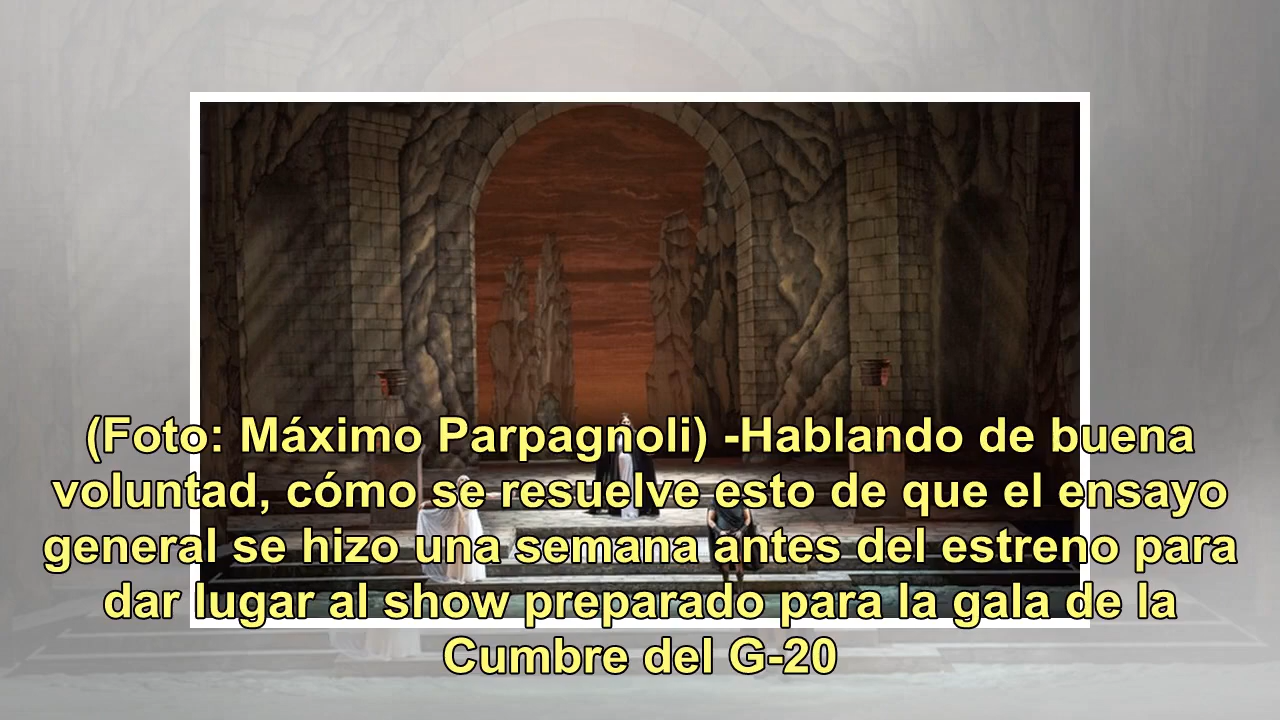 (Foto: Máximo Parpagnoli) -Hablando de buena
voluntad, cómo se resuelve esto de que el ensayo
general se hizo una semana antes del estreno para
dar lugar al show preparado para la gala de la
Cumbre del G-20